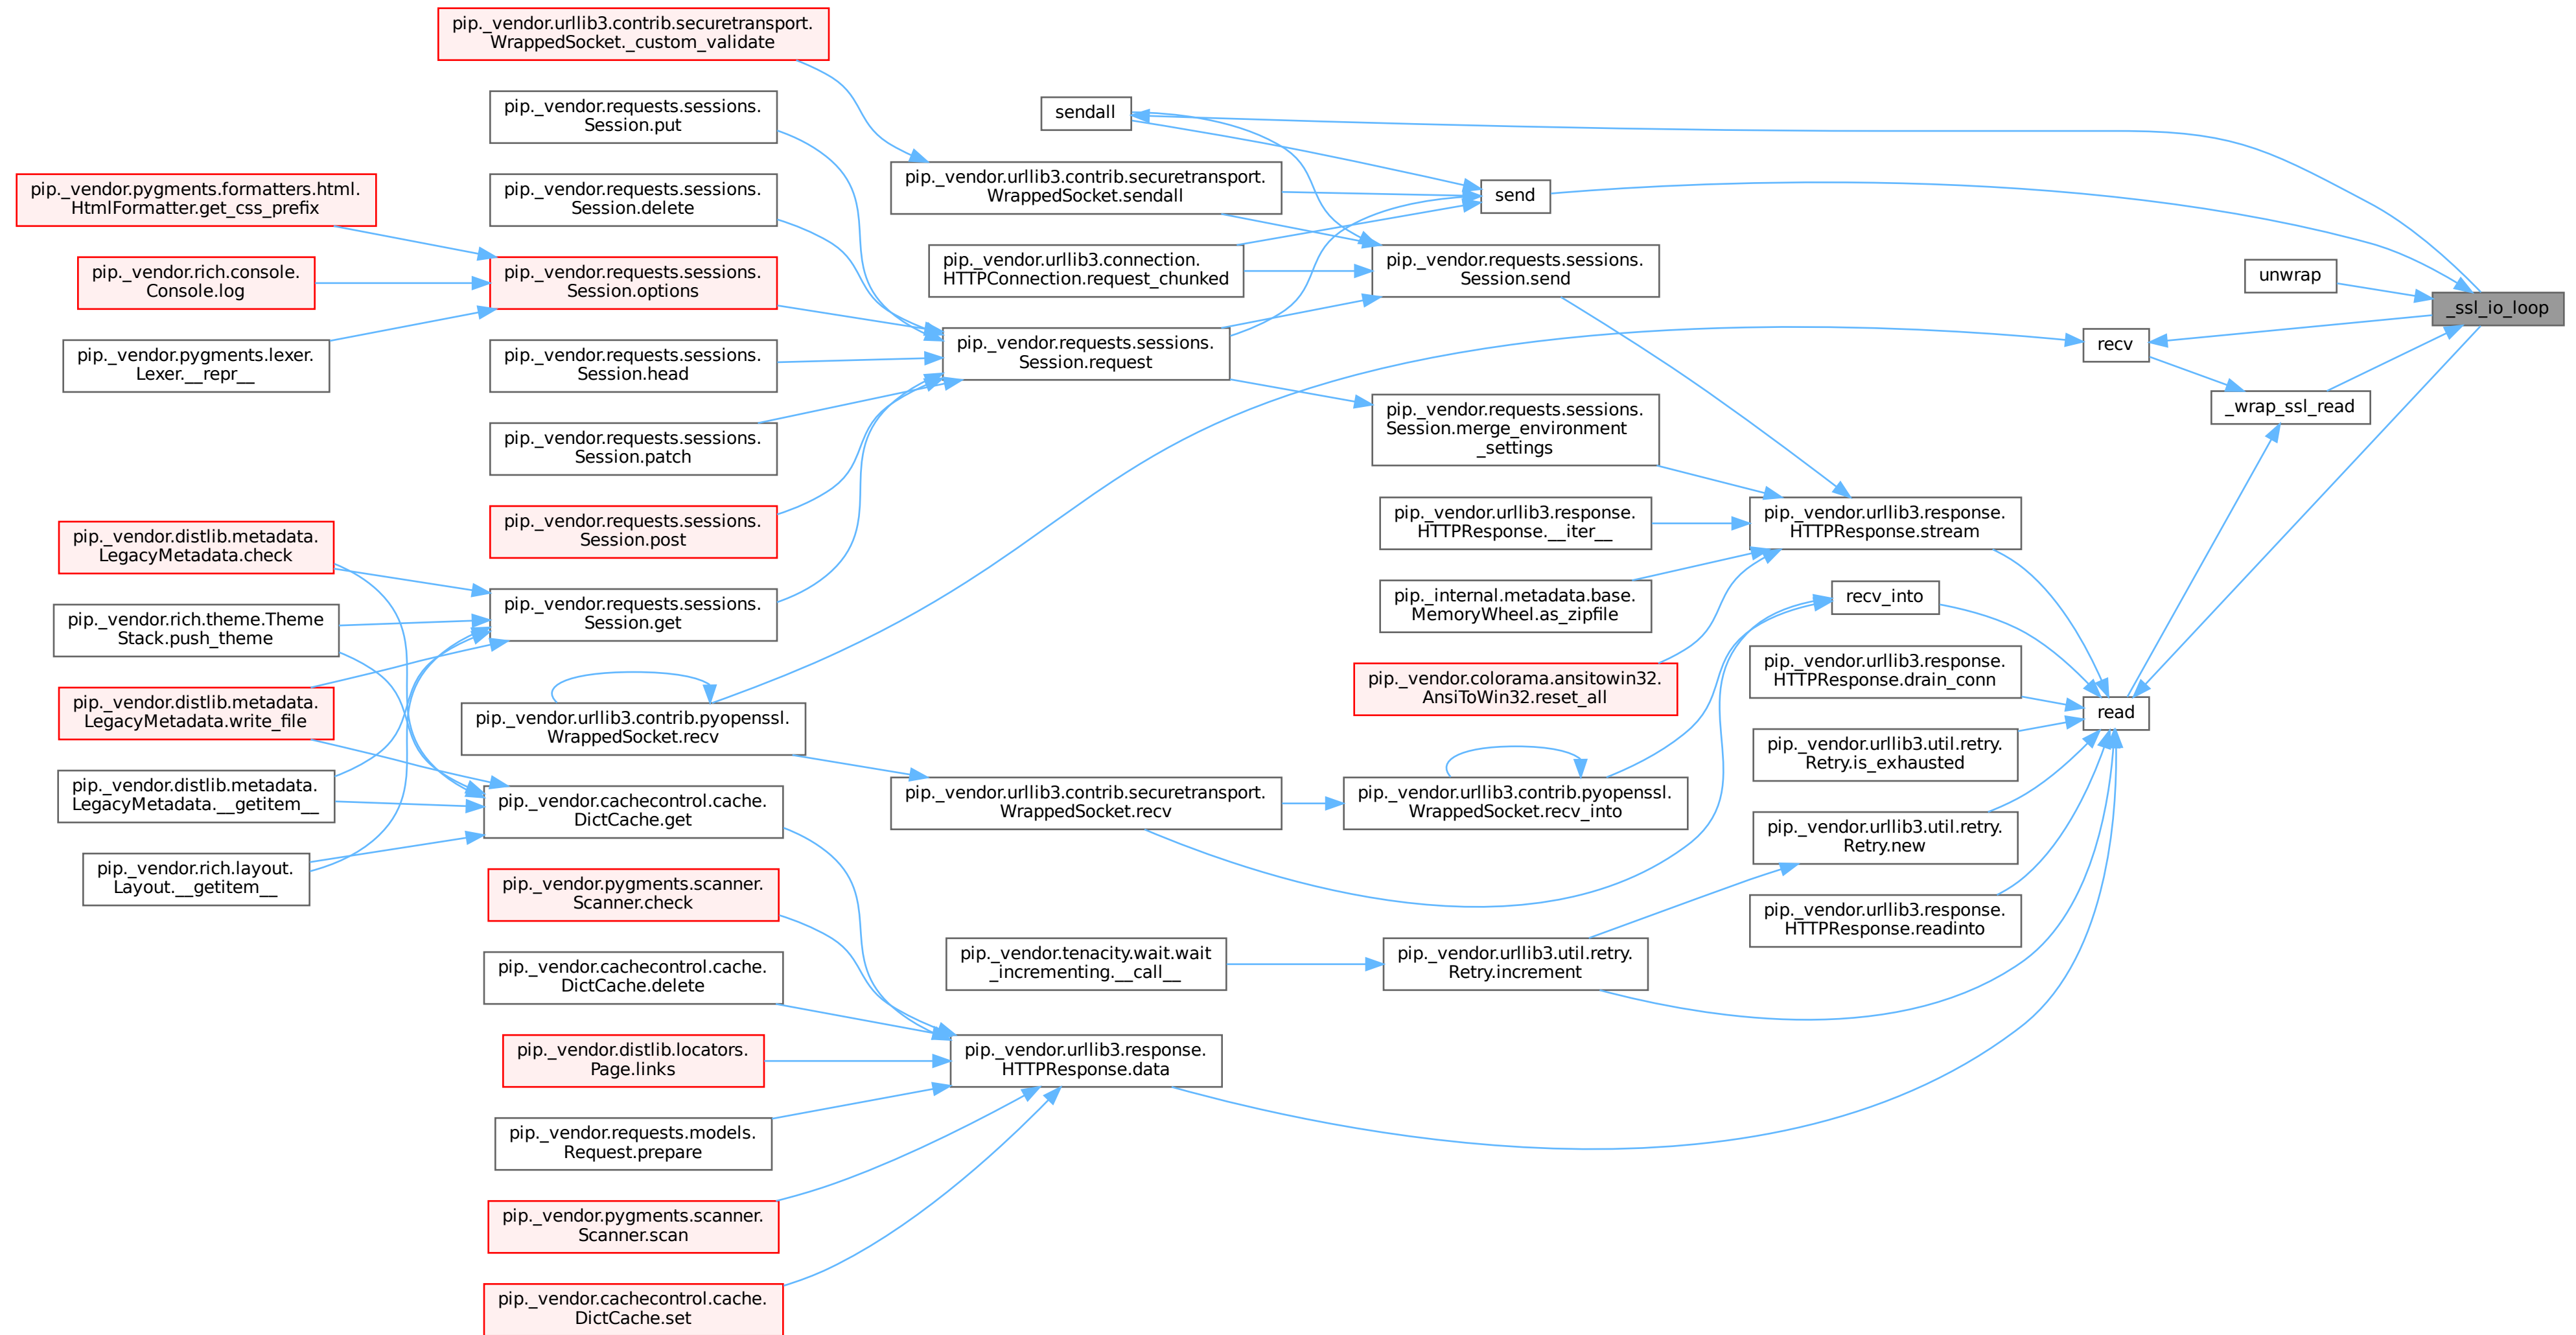 pip._vendor.urllib3.contrib.securetransport.
WrappedSocket._custom_validate
pip._vendor.requests.sessions.
Session.put
pip._vendor.requests.sessions.
Session.delete
pip._vendor.pygments.formatters.html.
HtmlFormatter.get_css_prefix
pip._vendor.rich.console.
Console.log
pip._vendor.requests.sessions.
Session.options
pip._vendor.pygments.lexer.
Lexer.__repr__
pip._vendor.requests.sessions.
Session.head
pip._vendor.requests.sessions.
Session.patch
pip._vendor.requests.sessions.
Session.post
pip._vendor.distlib.metadata.
LegacyMetadata.check
pip._vendor.rich.theme.Theme
Stack.push_theme
pip._vendor.requests.sessions.
Session.get
pip._vendor.distlib.metadata.
LegacyMetadata.write_file
pip._vendor.urllib3.contrib.pyopenssl.
WrappedSocket.recv
pip._vendor.distlib.metadata.
LegacyMetadata.__getitem__
pip._vendor.cachecontrol.cache.
DictCache.get
pip._vendor.rich.layout.
Layout.__getitem__
pip._vendor.pygments.scanner.
Scanner.check
pip._vendor.cachecontrol.cache.
DictCache.delete
pip._vendor.distlib.locators.
Page.links
pip._vendor.requests.models.
Request.prepare
pip._vendor.pygments.scanner.
Scanner.scan
pip._vendor.cachecontrol.cache.
DictCache.set
sendall
pip._vendor.urllib3.contrib.securetransport.
WrappedSocket.sendall
send
pip._vendor.urllib3.connection.
HTTPConnection.request_chunked
pip._vendor.requests.sessions.
Session.send
pip._vendor.requests.sessions.
Session.request
pip._vendor.requests.sessions.
Session.merge_environment
_settings
pip._vendor.urllib3.response.
HTTPResponse.__iter__
pip._vendor.urllib3.response.
HTTPResponse.stream
pip._internal.metadata.base.
MemoryWheel.as_zipfile
recv_into
pip._vendor.colorama.ansitowin32.
AnsiToWin32.reset_all
pip._vendor.urllib3.response.
HTTPResponse.drain_conn
pip._vendor.urllib3.util.retry.
Retry.is_exhausted
pip._vendor.urllib3.contrib.securetransport.
WrappedSocket.recv
pip._vendor.urllib3.contrib.pyopenssl.
WrappedSocket.recv_into
pip._vendor.urllib3.util.retry.
Retry.new
pip._vendor.urllib3.response.
HTTPResponse.readinto
pip._vendor.tenacity.wait.wait
_incrementing.__call__
pip._vendor.urllib3.util.retry.
Retry.increment
pip._vendor.urllib3.response.
HTTPResponse.data
unwrap
_ssl_io_loop
recv
_wrap_ssl_read
read